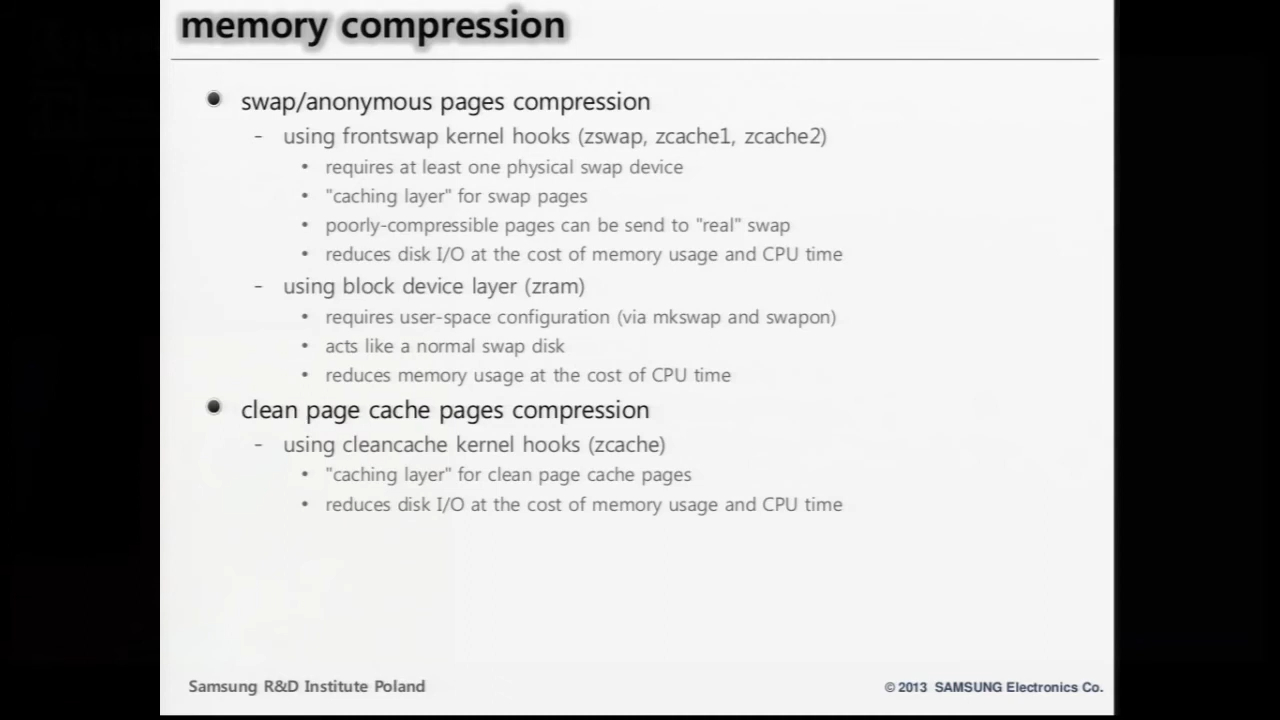 memory compression
● swap/anonymous pages compression
- using frontswap kernel hooks (zswap, zcache1, zcache2)
• requires at least one physical swap device
• "caching layer" for swap pages
• poorly-compressible pages can be send to "real" swap
• reduces disk I/O at the cost of memory usage and CPU time
- using block device layer (zram)
• requires user-space configuration (via mkswap and swapon)
• acts like a normal swap disk
• reduces memory usage at the cost of CPU time
● clean page cache pages compression
- using cleancache kernel hooks (zcache)
• "caching layer" for clean page cache pages
• reduces disk I/O at the cost of memory usage and CPU time
Samsung R&D Institute Poland
© 2013 SAMSUNG Electronics Co.